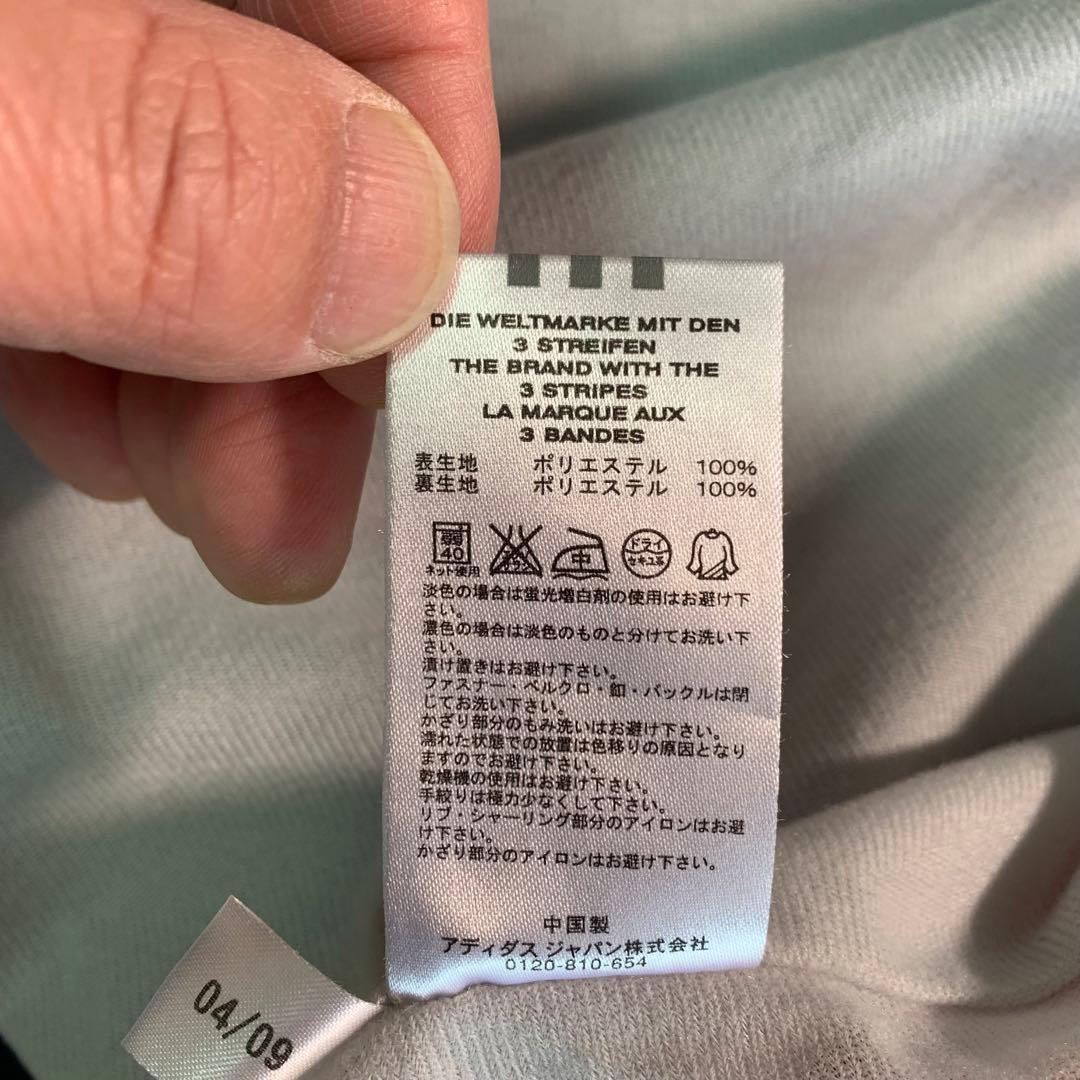 DIE WELTMARKE MIT DEN
3 STREIFEN
THE BRAND WITH THE
3 STRIPES
LA MARQUE AUX
3 BANDES
表生地 ポリエステル 100%
裏生地 ポリエステル 100%
弱
40
ネット使用
中
ドライ
セキユ系
淡色の場合は蛍光増白剤の使用はお避け下
さい。
濃色の場合は淡色のものと分けてお洗い下
さい。
漬け置きはお避け下さい。
ファスナー・ベルクロ・釦・バックルは閉
じてお洗い下さい。
かざり部分のもみ洗いはお避け下さい。
濡れた状態での放置は色移りの原因となり
ますのでお避け下さい。
乾燥機の使用はお避け下さい。
手絞りは極力少なくして下さい。
リブ・シャーリング部分のアイロンはお避
け下さい。
かざり部分のアイロンはお避け下さい。
中国製
アディダス ジャパン株式会社
0120-810-654
04/09